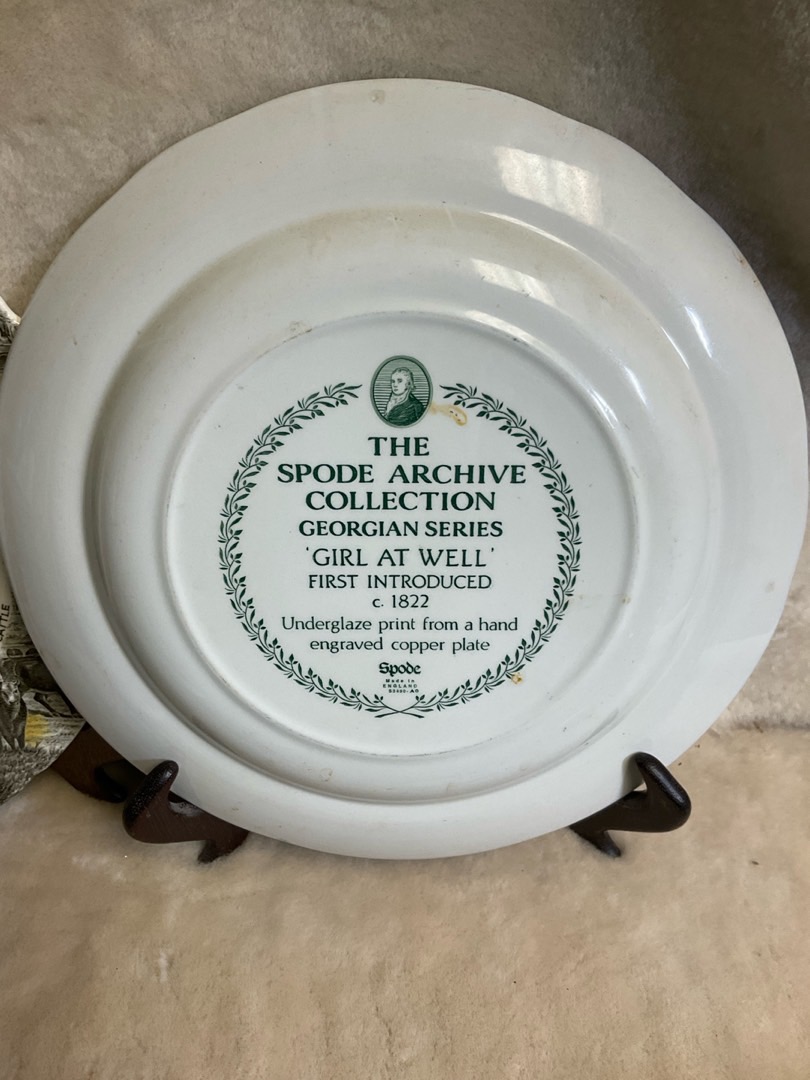 THE
SPODE ARCHIVE
COLLECTION
GEORGIAN SERIES
'GIRL AT WELL'
FIRST INTRODUCED
c. 1822
Underglaze print from a hand
engraved copper plate
Spode
Made in
ENGLAND
CATTLE